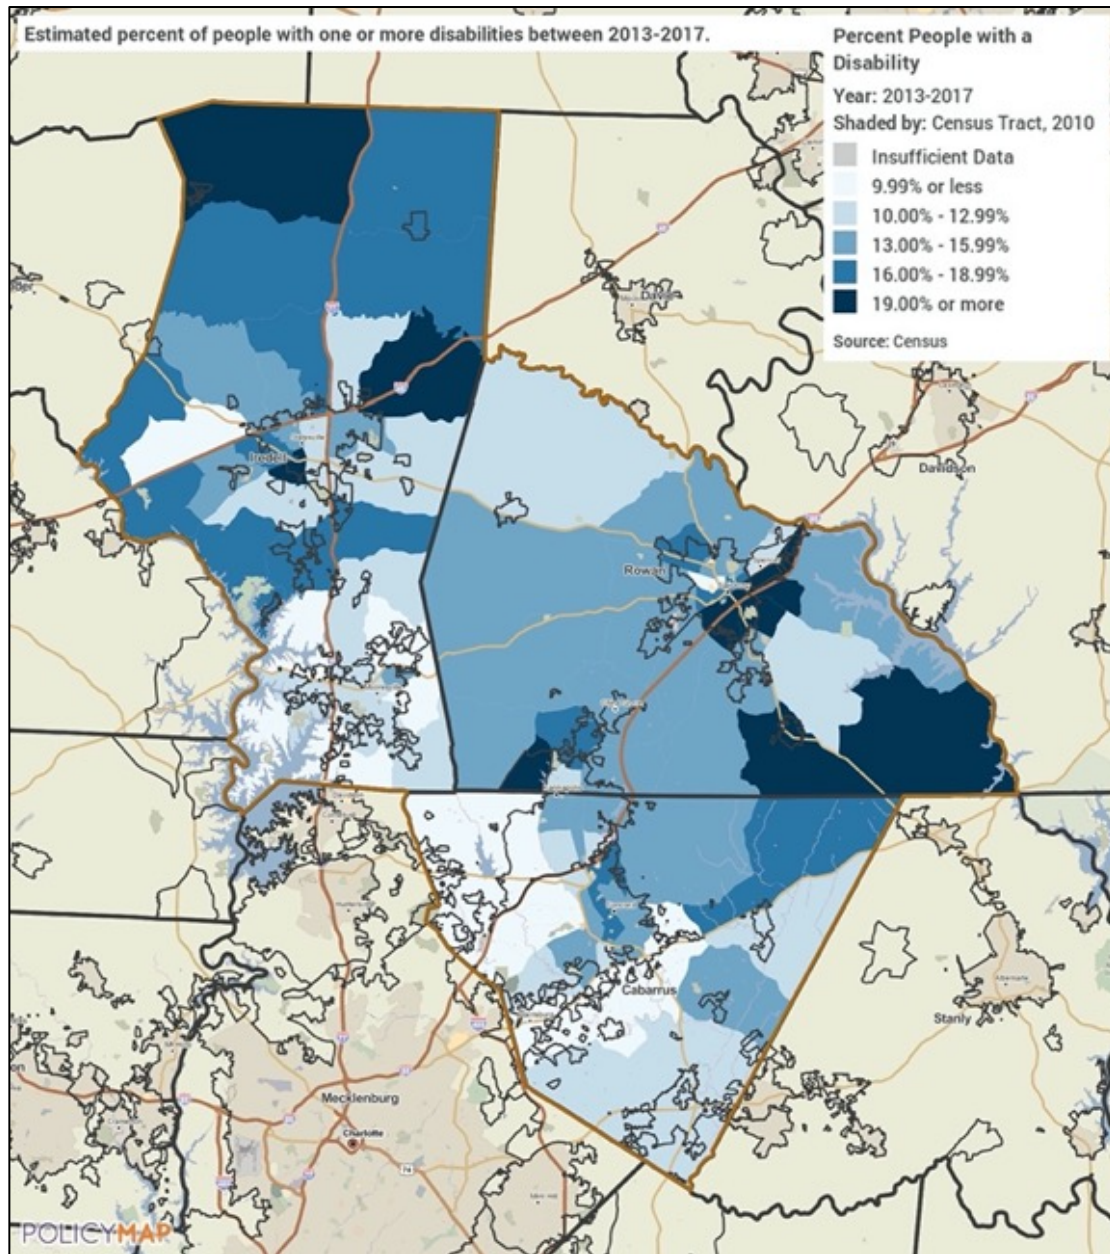 Estimated percent of people with one or more disabilities between 2013-2017.
Percent People with a
Disability
Year: 2013-2017
Shaded by: Census Tract, 2010
Insufficient Data
9.99% or less
10.00% - 12.99%
13.00% - 15.99%
16.00% - 18.99%
19.00% or more
Source: Census
Davie
Iredell
Davidson
Rowan
Cabarrus
Stanly
Mecklenburg
Charlotte
74
POLICYMAP